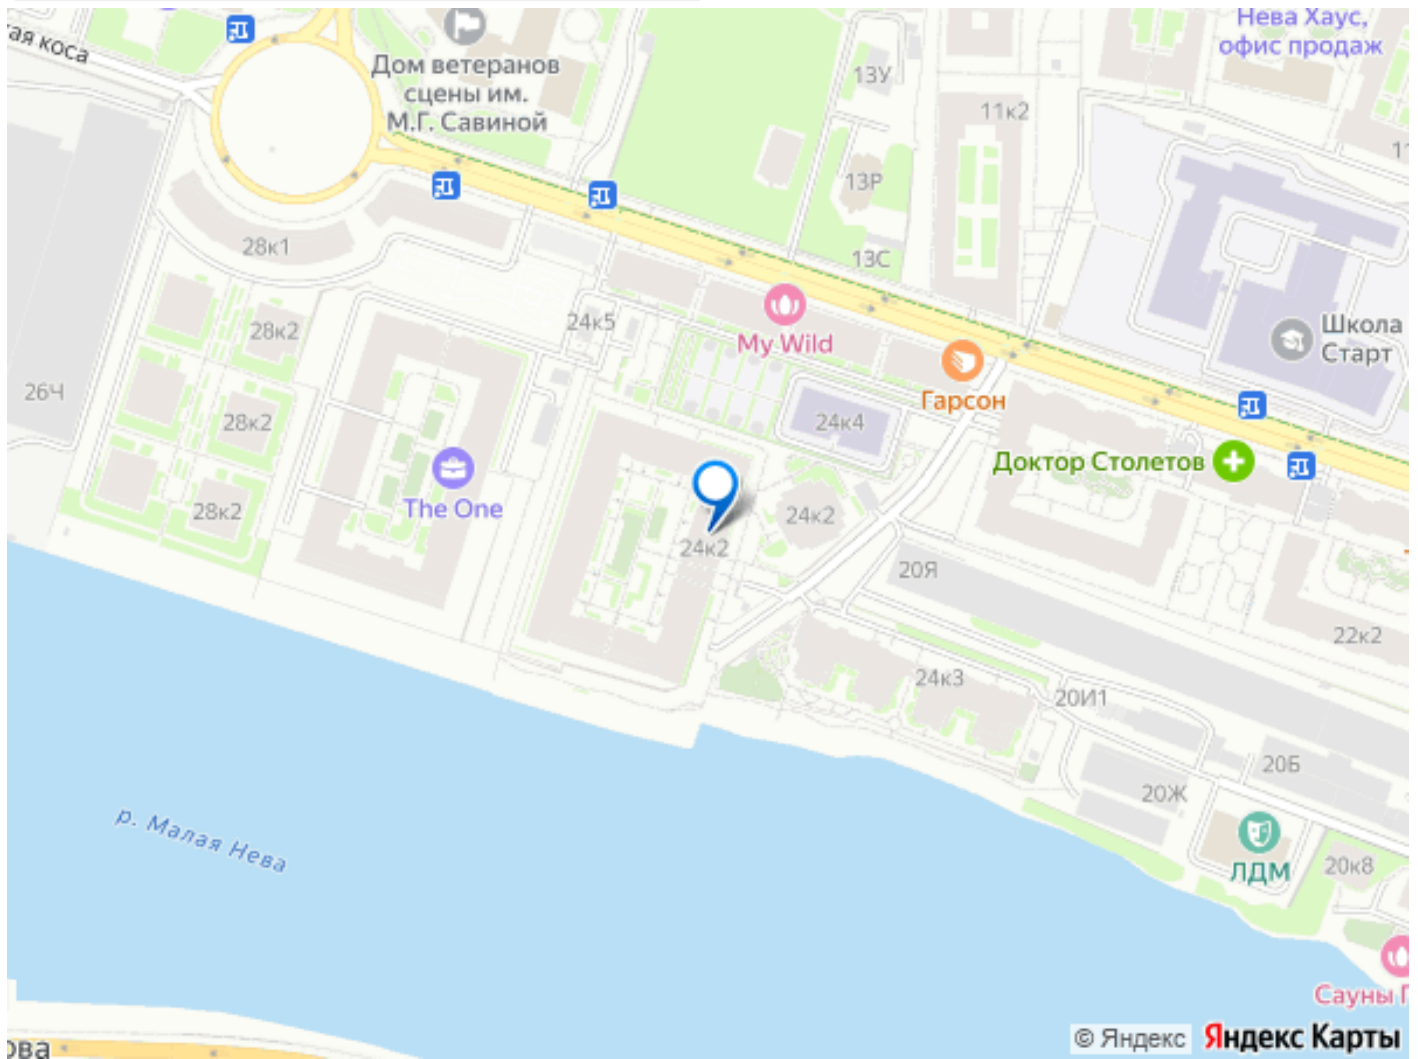 Нева Хаус,
офис продаж
ая коса
Дом ветеранов
сцены им.
М.Г. Савиной
13У
11к2
11
13Р
13С
28к1
24к5
My Wild
28к2
Школа
Старт
26Ч
Гарсон
28к2
24к4
Доктор Столетов
The One
28к2
24к2
24к2
20Я
22к2
24к3
20И1
20Б
20Ж
р. Малая Нева
ЛДМ
20к8
Сауны Г
ова
© Яндекс
Яндекс Карты